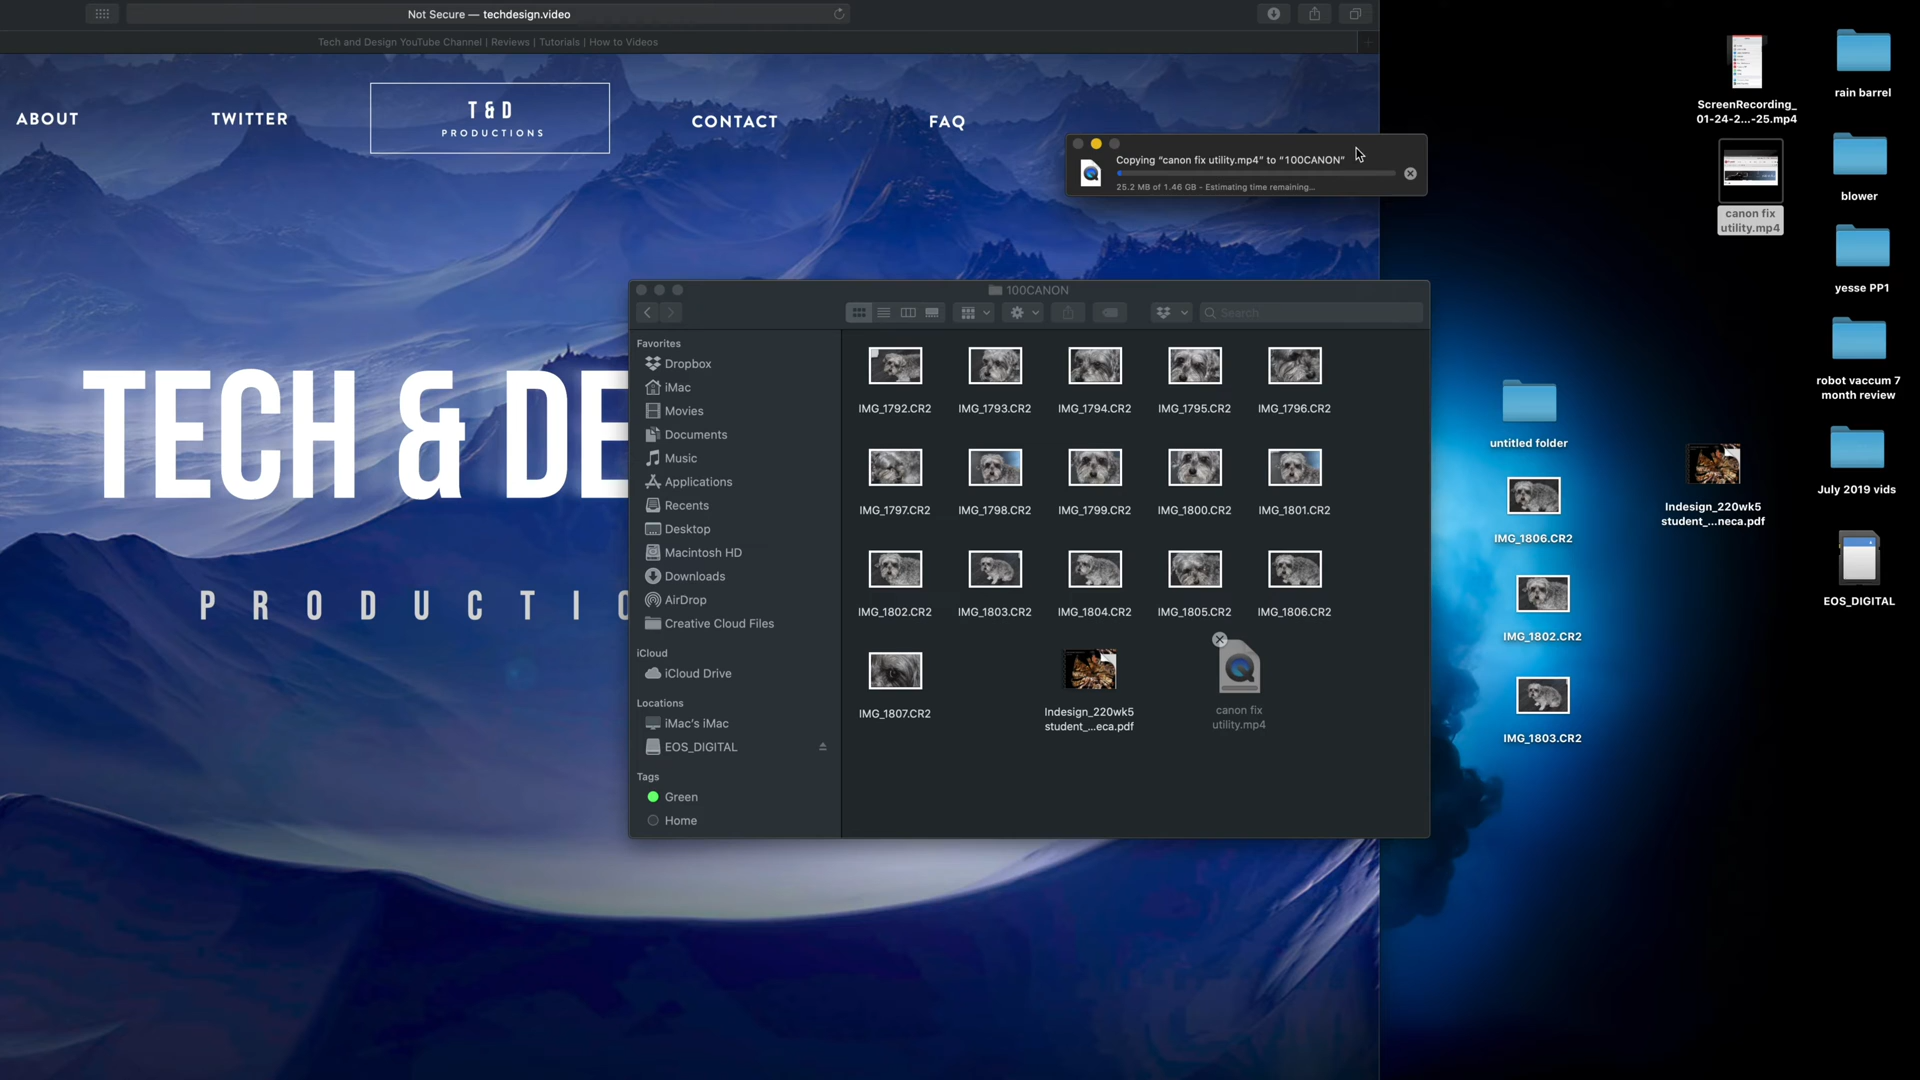 Not Secure — techdesign.video
Tech and Design YouTube Channel | Reviews | Tutorials | How to Videos
ABOUT
TWITTER
T&D
PRODUCTIONS
CONTACT
FAQ
TECH & DE
PRODUCTIO
Copying “canon fix utility.mp4” to “100CANON”
25.2 MB of 1.46 GB - Estimating time remaining...
100CANON
Search
Favorites
Dropbox
iMac
Movies
Documents
Music
Applications
Recents
Desktop
Macintosh HD
Downloads
AirDrop
Creative Cloud Files
iCloud
iCloud Drive
Locations
iMac's iMac
EOS_DIGITAL
Tags
Green
Home
IMG_1792.CR2
IMG_1793.CR2
IMG_1794.CR2
IMG_1795.CR2
IMG_1796.CR2
IMG_1797.CR2
IMG_1798.CR2
IMG_1799.CR2
IMG_1800.CR2
IMG_1801.CR2
IMG_1802.CR2
IMG_1803.CR2
IMG_1804.CR2
IMG_1805.CR2
IMG_1806.CR2
IMG_1807.CR2
Indesign_220wk5
student_...eca.pdf
canon fix
utility.mp4
ScreenRecording_
01-24-2...-25.mp4
canon fix
utility.mp4
rain barrel
blower
yesse PP1
robot vaccum 7
month review
July 2019 vids
EOS_DIGITAL
untitled folder
IMG_1806.CR2
IMG_1802.CR2
IMG_1803.CR2
Indesign_220wk5
student_...neca.pdf